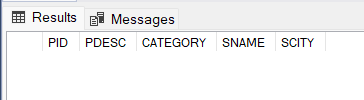 Results Messages
PID PDESC CATEGORY SNAME SCITY